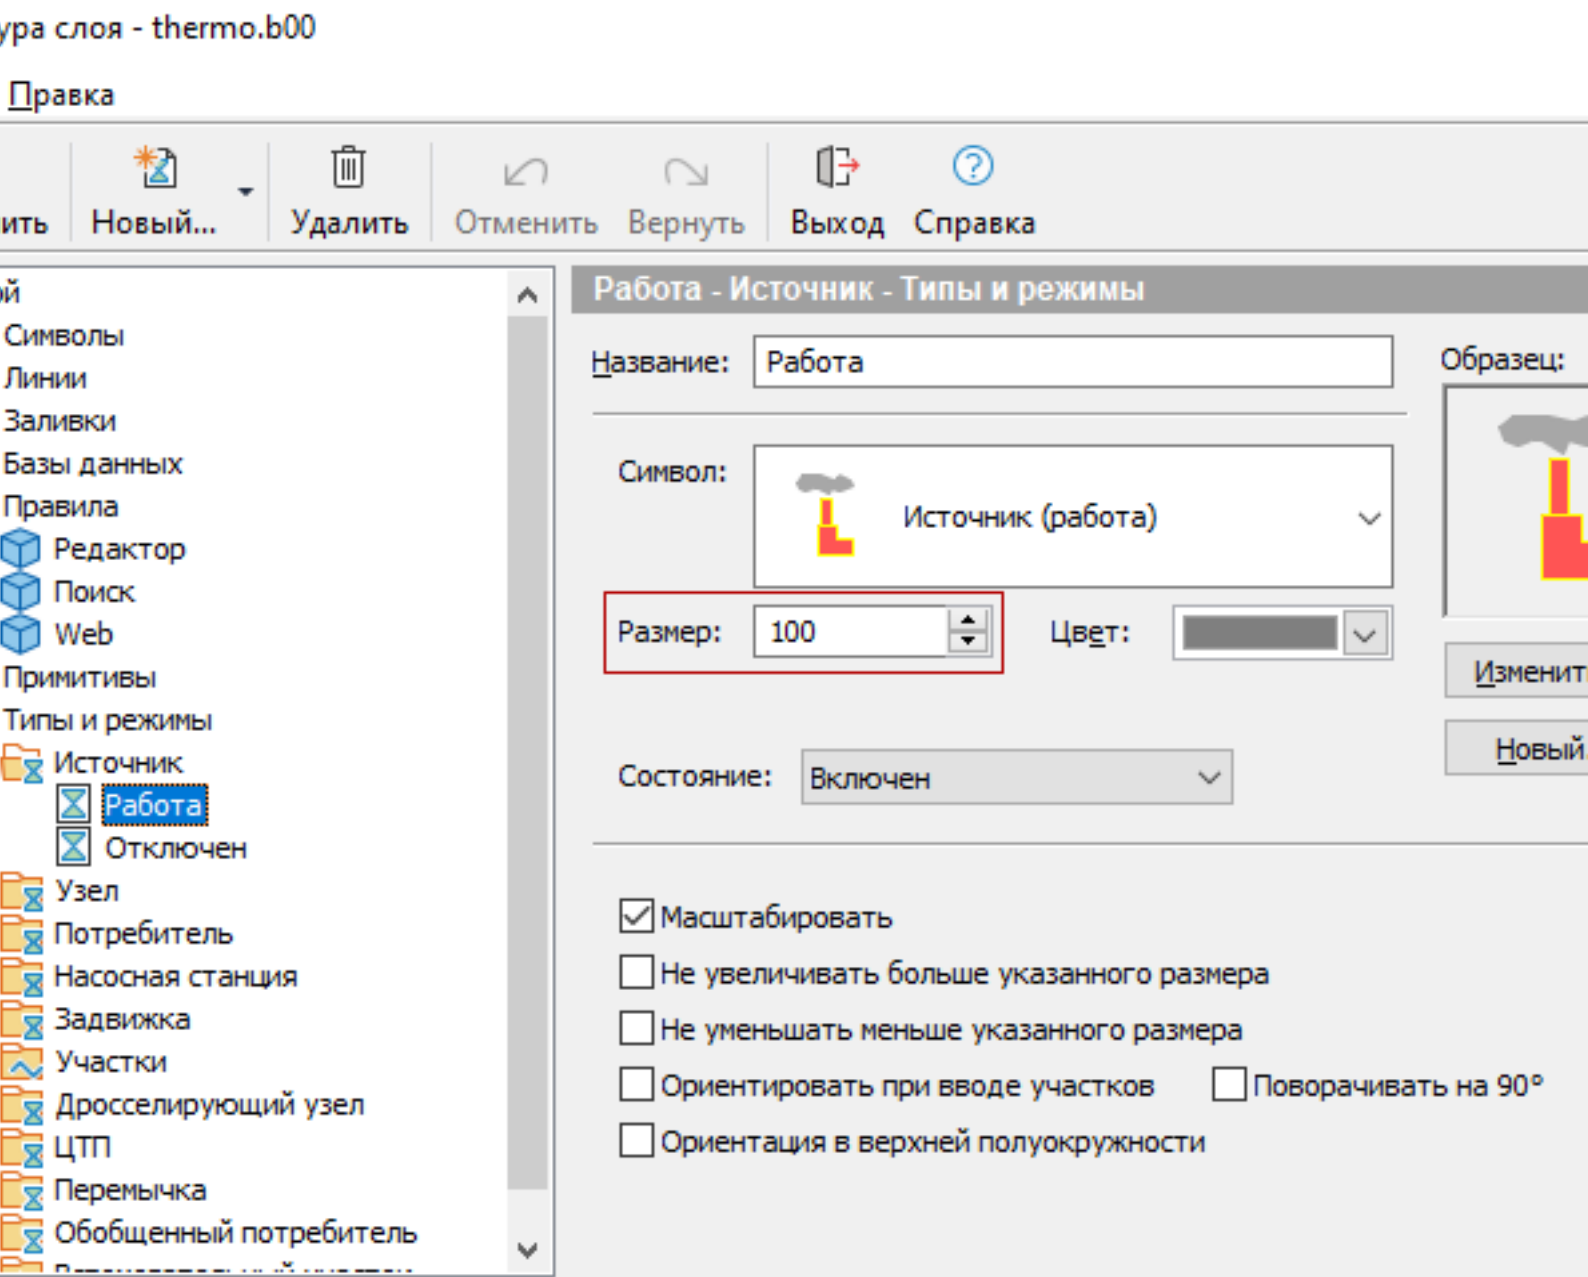 ура слоя - thermo.b00
Правка
ить
Новый...
Удалить
Отменить
Вернуть
Выход
Справка
ой
Символы
Линии
Заливки
Базы данных
Правила
Редактор
Поиск
Web
Примитивы
Типы и режимы
Источник
Работа
Отключен
Узел
Потребитель
Насосная станция
Задвижка
Участки
Дросселирующий узел
ЦТП
Перемычка
Обобщенный потребитель
Работа - Источник - Типы и режимы
Название: Работа
Образец:
Символ: Источник (работа)
Размер: 100 Цвет:
Изменить
Состояние: Включен
Новый.
Масштабировать
Не увеличивать больше указанного размера
Не уменьшать меньше указанного размера
Ориентировать при вводе участков Поворачивать на 90°
Ориентация в верхней полуокружности